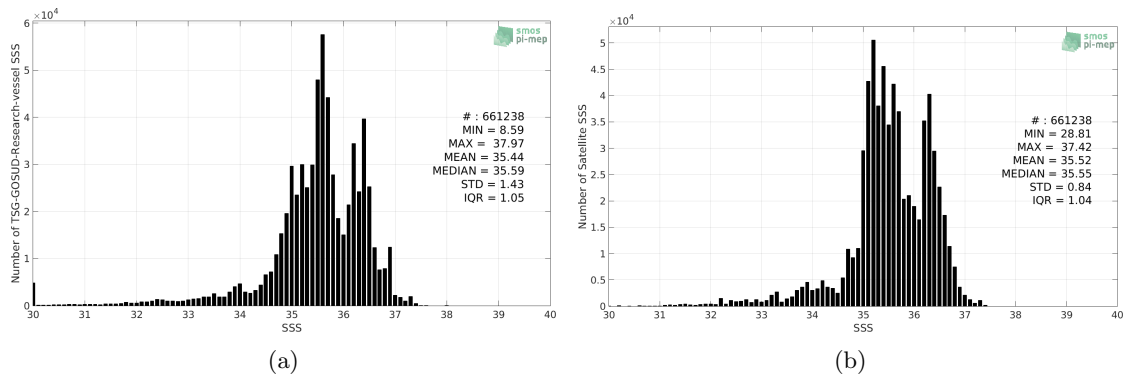 ×10⁴
6
5
4
3
2
1
0
Number of TSG-GOSUD-Research-vessel SSS
smos
pi-mep
# : 661238
MIN = 8.59
MAX = 37.97
MEAN = 35.44
MEDIAN = 35.59
STD = 1.43
IQR = 1.05
30 31 32 33 34 35 36 37 38 39 40
SSS
(a)
×10⁴
5
4.5
4
3.5
3
2.5
2
1.5
1
0.5
0
Number of Satellite SSS
smos
pi-mep
# : 661238
MIN = 28.81
MAX = 37.42
MEAN = 35.52
MEDIAN = 35.55
STD = 0.84
IQR = 1.04
30 31 32 33 34 35 36 37 38 39 40
SSS
(b)